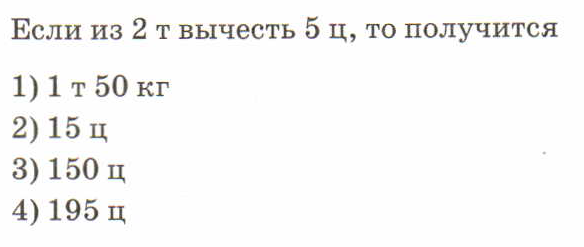 Если из 2 т вычесть 5 ц, то получится
1) 1 т 50 кг
2) 15 ц
3) 150 ц
4) 195 ц